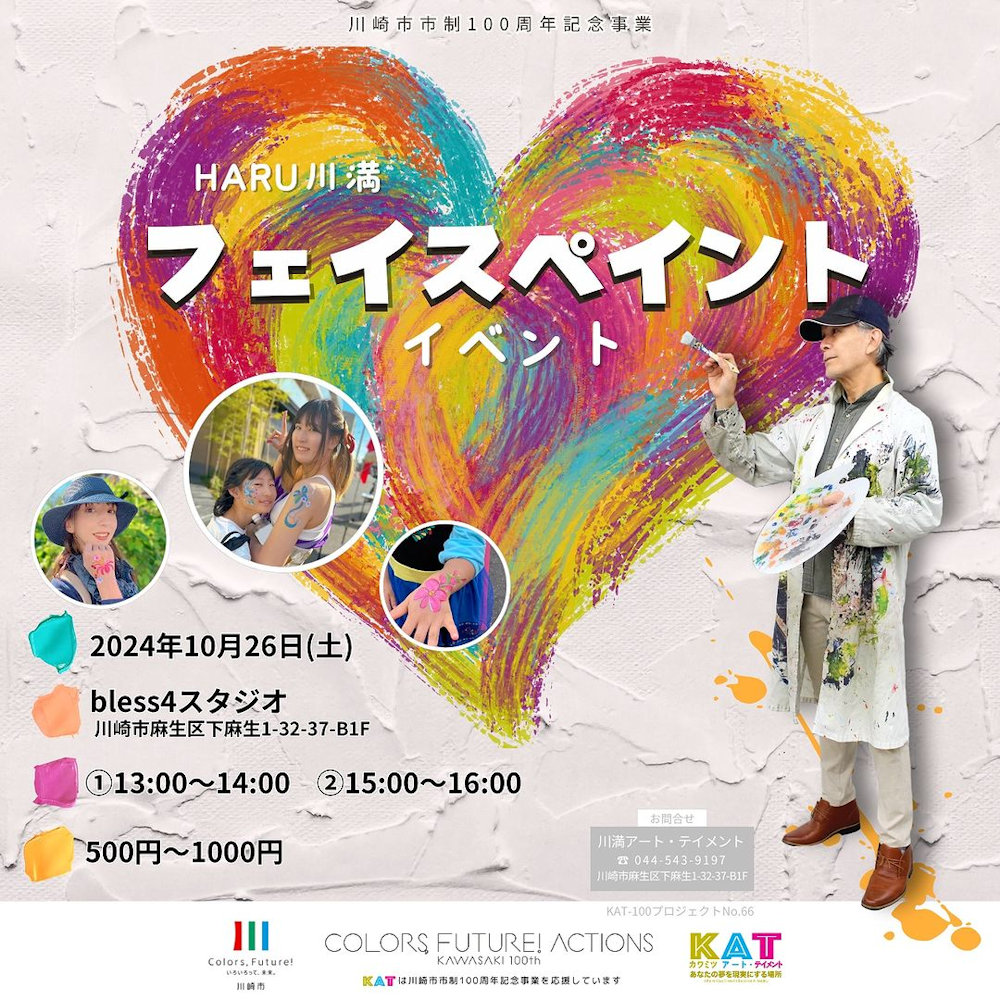 川崎市市制100周年記念事業
HARU川満
フェイスペイント
イベント
2024年10月26日(土)
bless4スタジオ
川崎市麻生区下麻生1-32-37-B1F
①13:00〜14:00 ②15:00〜16:00
500円〜1000円
お問合せ
川満アート・テイメント
☎ 044-543-9197
川崎市麻生区下麻生1-32-37-B1F
KAT-100プロジェクトNo.66
Colors, Future!
いろいろって、未来。
川崎市
COLORS, FUTURE! ACTIONS
KAWASAKI 100th
KATは川崎市市制100周年記念事業を応援しています
KAT
カワミツ アート・テイメント
あなたの夢を現実にする場所